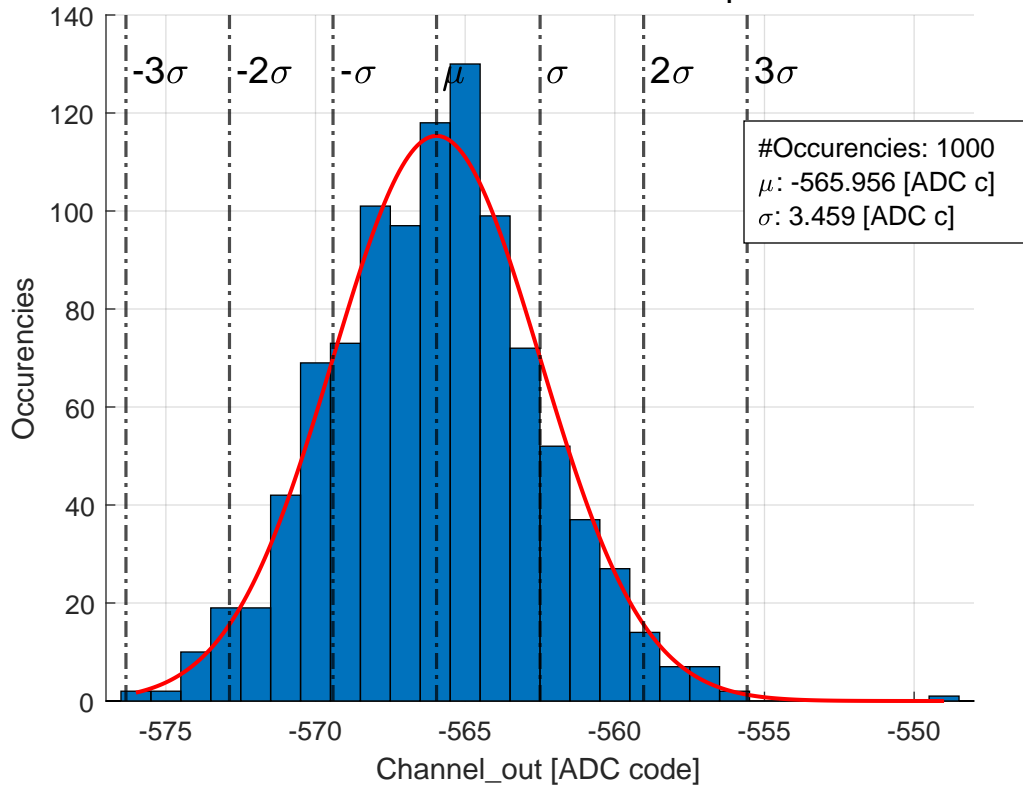 140
120
100
80
60
40
20
0
-3σ -2σ -σ μ σ 2σ 3σ
#Occurencies: 1000
μ: -565.956 [ADC c]
σ: 3.459 [ADC c]
Occurencies
-575 -570 -565 -560 -555 -550
Channel_out [ADC code]